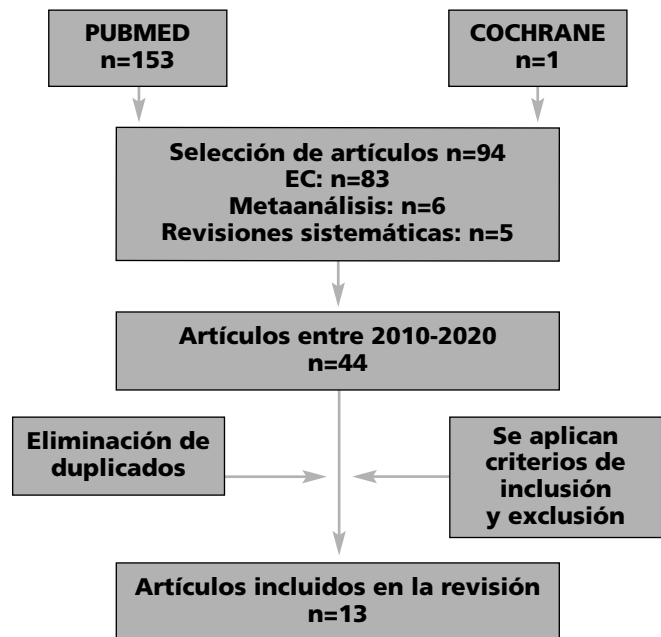 PUBMED
n=153
COCHRANE
n=1
Selección de artículos n=94
EC: n=83
Metaanálisis: n=6
Revisiones sistemáticas: n=5
Artículos entre 2010-2020
n=44
Eliminación de
duplicados
Se aplican
criterios de
inclusión
y exclusión
Artículos incluidos en la revisión
n=13